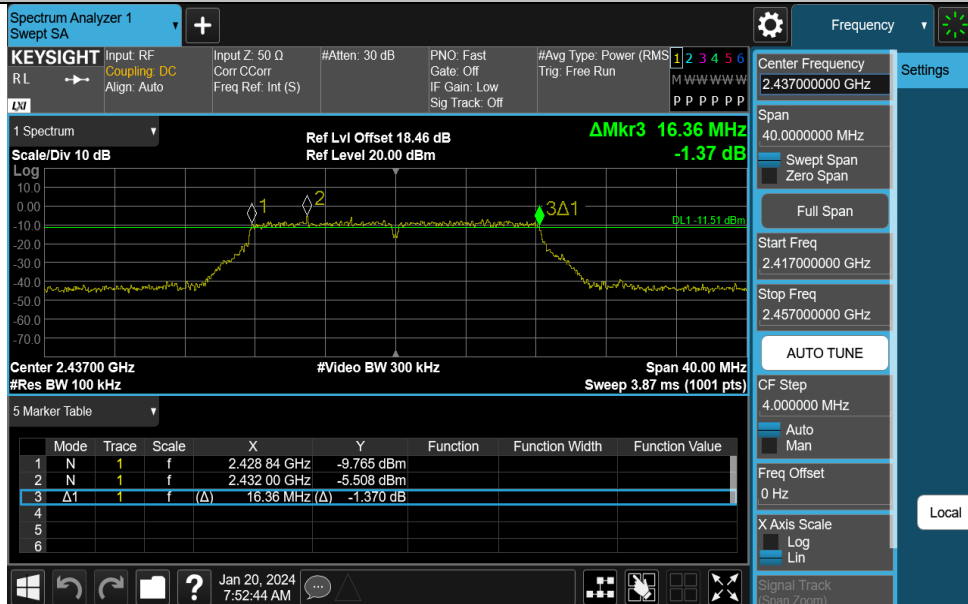 Spectrum Analyzer 1
Swept SA
Frequency
KEYSIGHT
RL
LXI
Input: RF
Coupling: DC
Align: Auto
Input Z: 50 Ω
Corr CCorr
Freq Ref: Int (S)
#Atten: 30 dB
PNO: Fast
Gate: Off
IF Gain: Low
Sig Track: Off
#Avg Type: Power (RMS
Trig: Free Run
1 2 3 4 5 6
M W W W W W
P P P P P P
Center Frequency
2.437000000 GHz
Settings
Span
40.0000000 MHz
Swept Span
Zero Span
Full Span
Start Freq
2.417000000 GHz
Stop Freq
2.457000000 GHz
AUTO TUNE
CF Step
4.000000 MHz
Auto
Man
Freq Offset
0 Hz
X Axis Scale
Log
Lin
Signal Track
(Span Zoom)
Local
1 Spectrum
Scale/Div 10 dB
Log
Ref Lvl Offset 18.46 dB
Ref Level 20.00 dBm
ΔMkr3 16.36 MHz
-1.37 dB
10.0
0.00
-10.0
-20.0
-30.0
-40.0
-50.0
-60.0
-70.0
1
2
3Δ1
DL1 -11.51 dBm
Center 2.43700 GHz
#Video BW 300 kHz
Span 40.00 MHz
#Res BW 100 kHz
Sweep 3.87 ms (1001 pts)
5 Marker Table
Mode Trace Scale X Y Function Function Width Function Value
1 N 1 f 2.428 84 GHz -9.765 dBm
2 N 1 f 2.432 00 GHz -5.508 dBm
3 Δ1 1 f (Δ) 16.36 MHz (Δ) -1.370 dB
4
5
6
?
Jan 20, 2024
7:52:44 AM